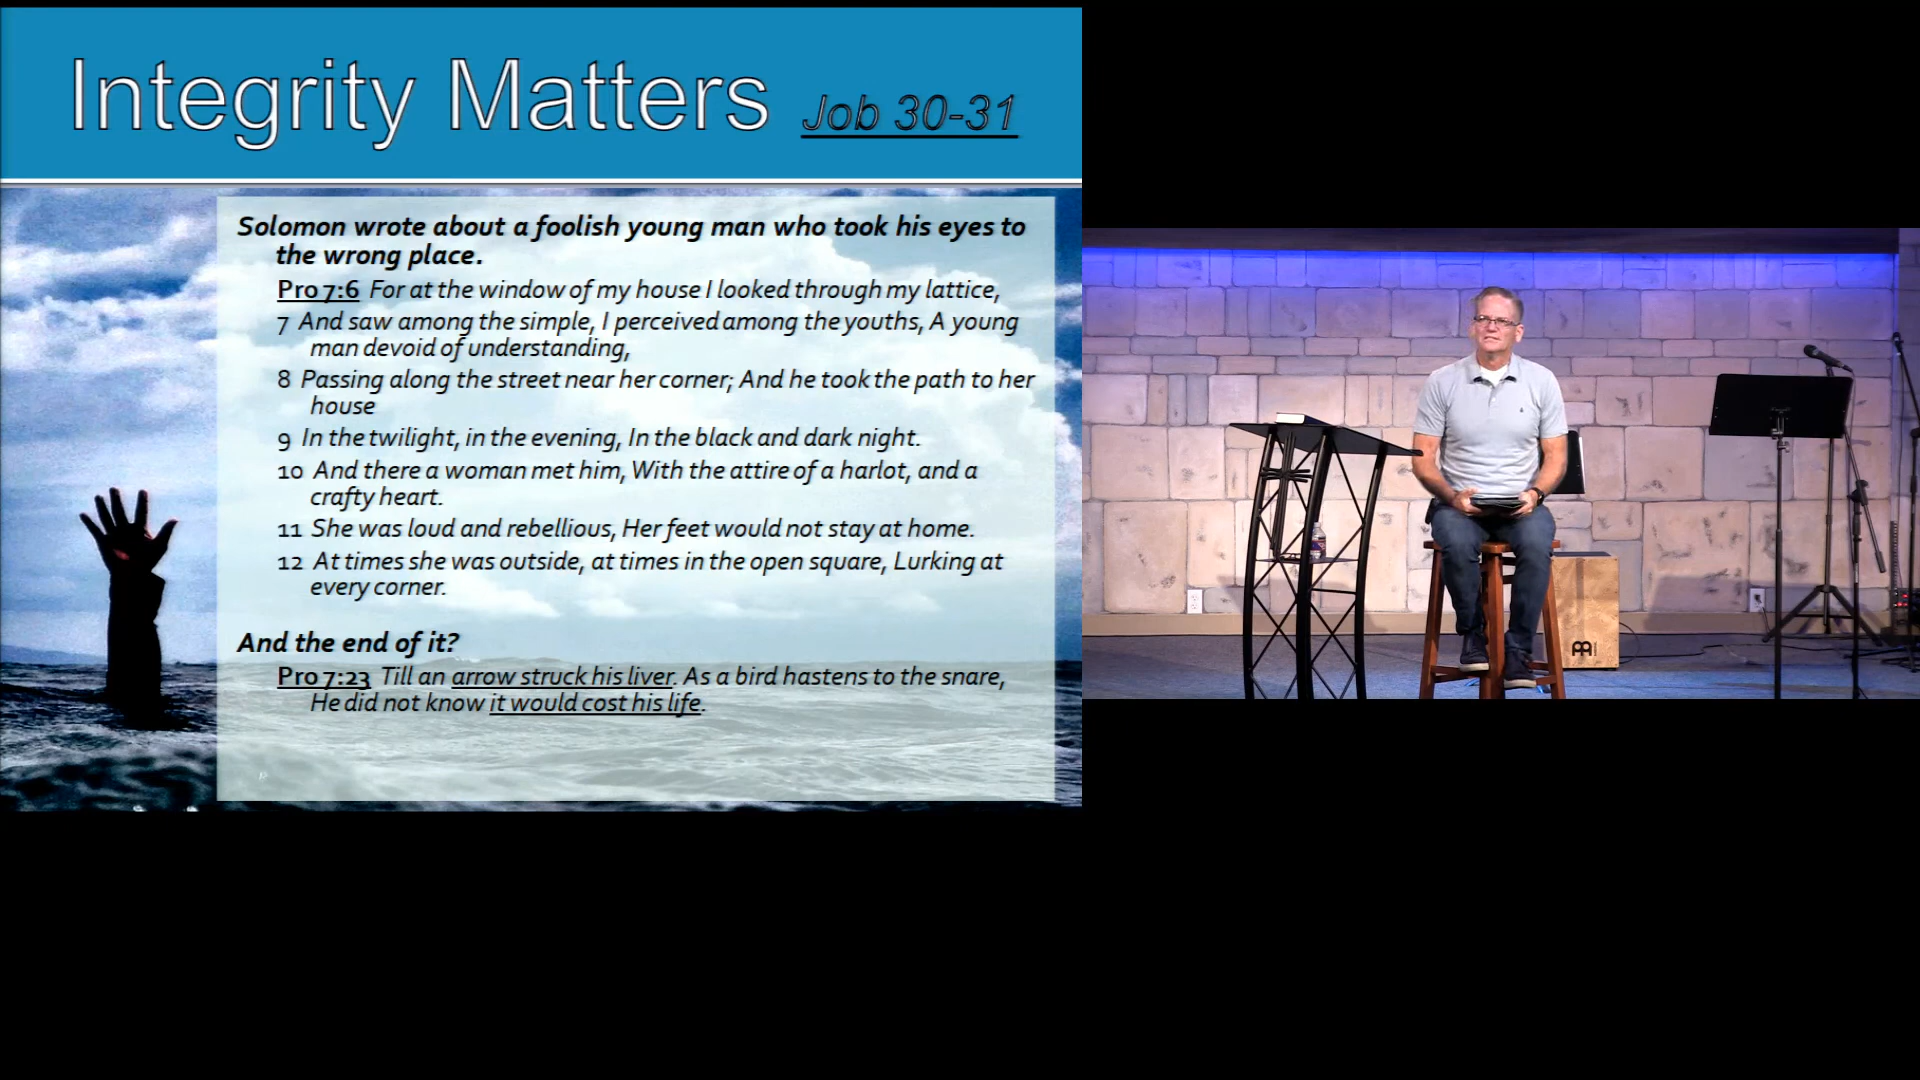 Integrity Matters Job 30-31
Solomon wrote about a foolish young man who took his eyes to
the wrong place.
Pro 7:6 For at the window of my house I looked through my lattice,
7 And saw among the simple, I perceived among the youths, A young
man devoid of understanding,
8 Passing along the street near her corner; And he took the path to her
house
9 In the twilight, in the evening, In the black and dark night.
10 And there a woman met him, With the attire of a harlot, and a
crafty heart.
11 She was loud and rebellious, Her feet would not stay at home.
12 At times she was outside, at times in the open square, Lurking at
every corner.
And the end of it?
Pro 7:23 Till an arrow struck his liver. As a bird hastens to the snare,
He did not know it would cost his life.